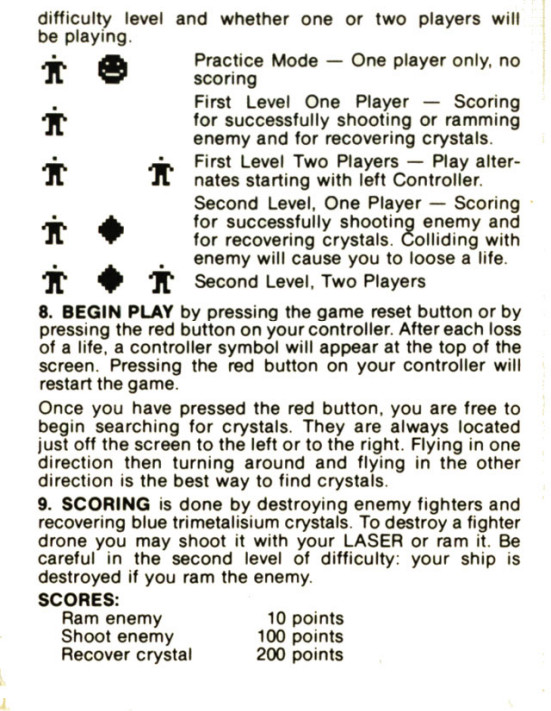 difficulty level and whether one or two players will
be playing.
Practice Mode — One player only, no
scoring
First Level One Player — Scoring
for successfully shooting or ramming
enemy and for recovering crystals.
First Level Two Players — Play alter-
nates starting with left Controller.
Second Level, One Player — Scoring
for successfully shooting enemy and
for recovering crystals. Colliding with
enemy will cause you to loose a life.
Second Level, Two Players
8. BEGIN PLAY by pressing the game reset button or by
pressing the red button on your controller. After each loss
of a life, a controller symbol will appear at the top of the
screen. Pressing the red button on your controller will
restart the game.
Once you have pressed the red button, you are free to
begin searching for crystals. They are always located
just off the screen to the left or to the right. Flying in one
direction then turning around and flying in the other
direction is the best way to find crystals.
9. SCORING is done by destroying enemy fighters and
recovering blue trimetalisium crystals. To destroy a fighter
drone you may shoot it with your LASER or ram it. Be
careful in the second level of difficulty: your ship is
destroyed if you ram the enemy.
SCORES:
Ram enemy 10 points
Shoot enemy 100 points
Recover crystal 200 points